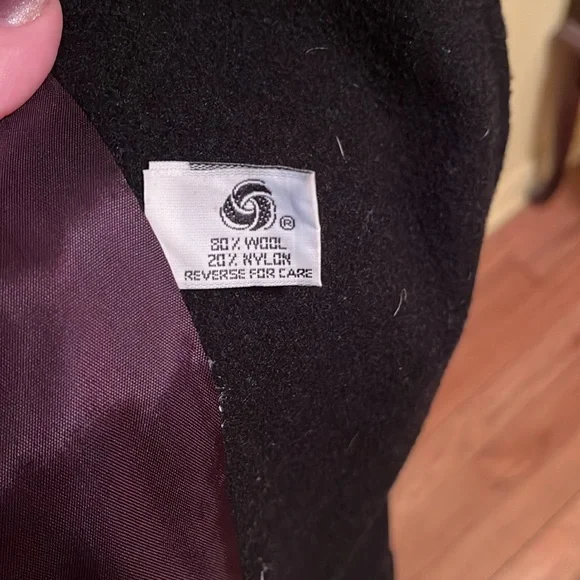 ®
80% WOOL
20% NYLON
REVERSE FOR CARE